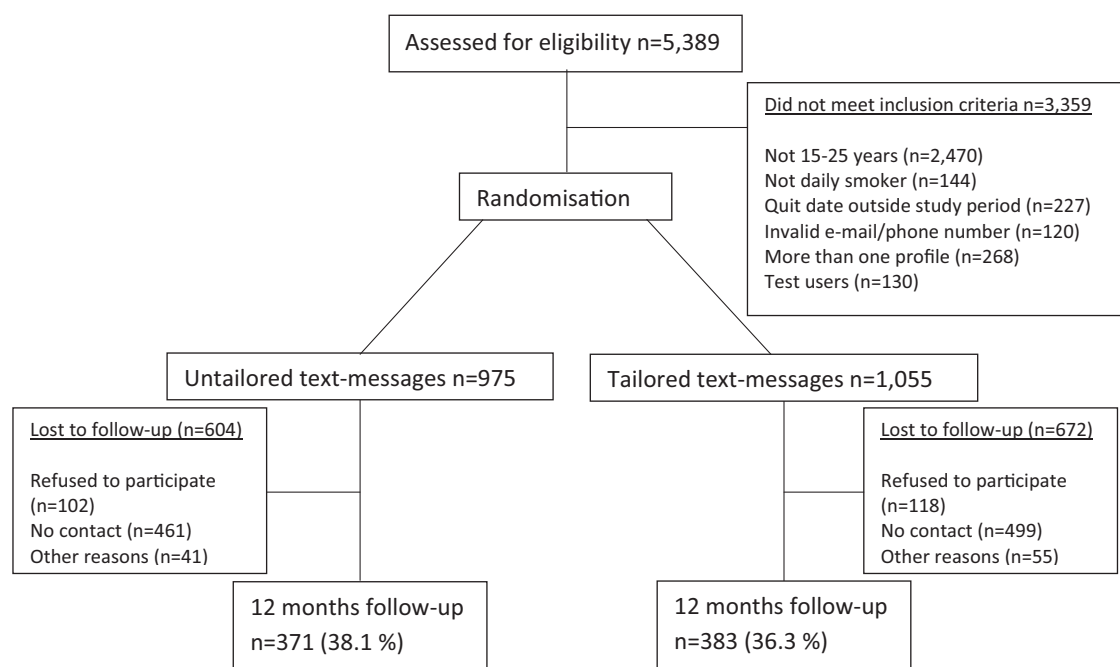 Assessed for eligibility n=5,389
Did not meet inclusion criteria n=3,359
Not 15-25 years (n=2,470)
Not daily smoker (n=144)
Quit date outside study period (n=227)
Invalid e-mail/phone number (n=120)
More than one profile (n=268)
Test users (n=130)
Randomisation
Untailored text-messages n=975
Tailored text-messages n=1,055
Lost to follow-up (n=604)
Refused to participate
(n=102)
No contact (n=461)
Other reasons (n=41)
Lost to follow-up (n=672)
Refused to participate
(n=118)
No contact (n=499)
Other reasons (n=55)
12 months follow-up
n=371 (38.1 %)
12 months follow-up
n=383 (36.3 %)